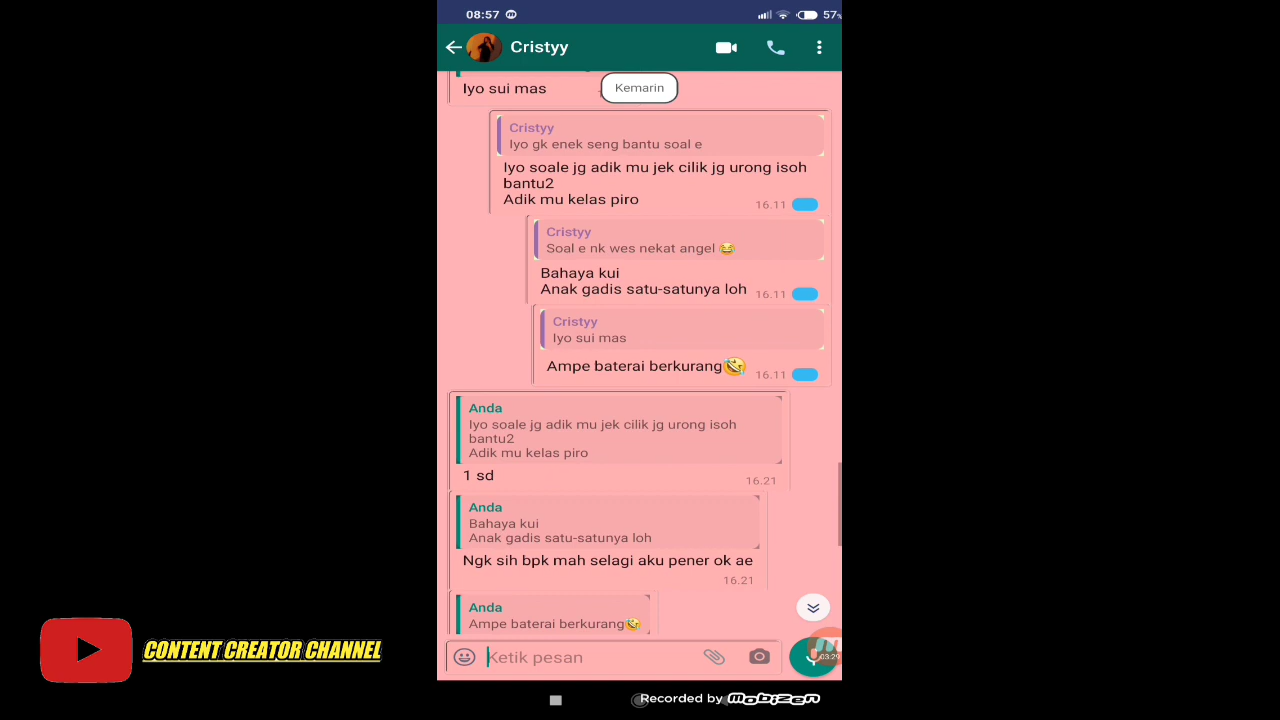 08:57
57%
Cristyy
Iyo sui mas
Kemarin
Cristyy
Iyo gk enek seng bantu soal e
Iyo soale jg adik mu jek cilik jg urong isoh
bantu2
Adik mu kelas piro
16.11
Cristyy
Soal e nk wes nekat angel 😂
Bahaya kui
Anak gadis satu-satunya loh
16.11
Cristyy
Iyo sui mas
Ampe baterai berkurang🤣
16.11
Anda
Iyo soale jg adik mu jek cilik jg urong isoh
bantu2
Adik mu kelas piro
1 sd
16.21
Anda
Bahaya kui
Anak gadis satu-satunya loh
Ngk sih bpk mah selagi aku pener ok ae
16.21
Anda
Ampe baterai berkurang🤣
Ketik pesan
03:29
CONTENT CREATOR CHANNEL
Recorded by MOBIZEN